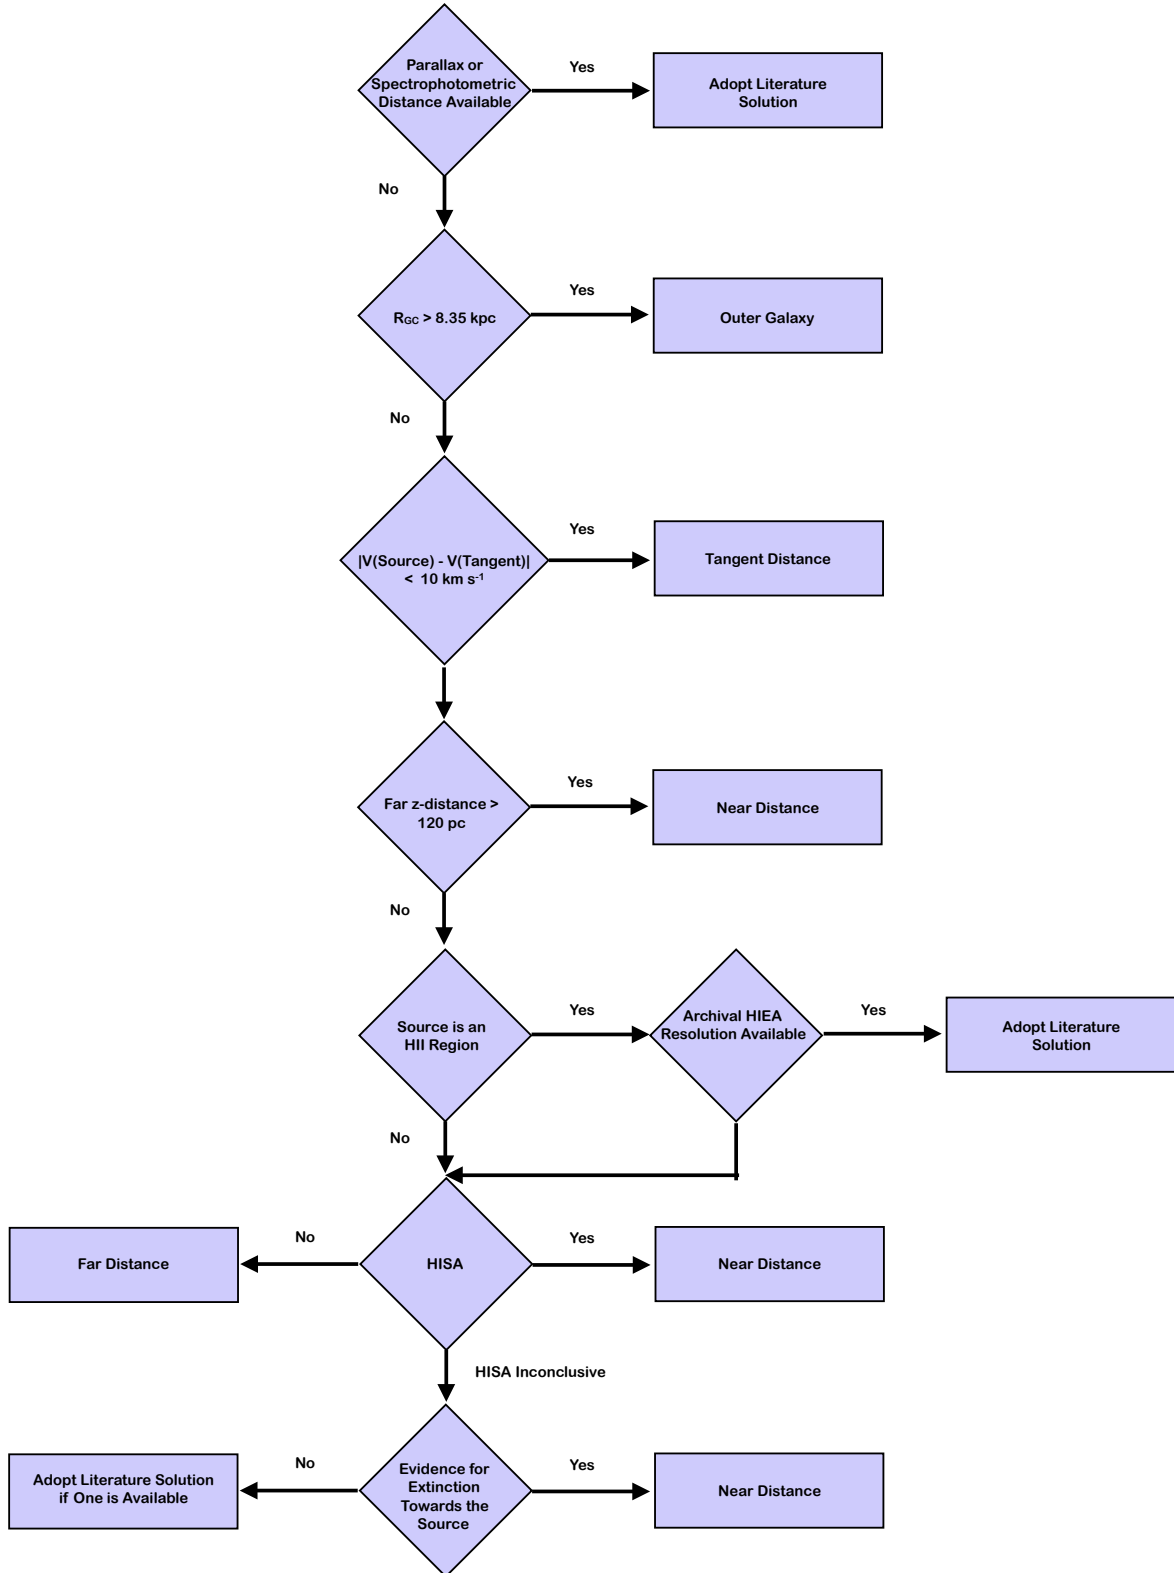 Parallax or
Spectrophotometric
Distance Available
Yes
Adopt Literature
Solution
No
RGC > 8.35 kpc
Yes
Outer Galaxy
No
|V(Source) - V(Tangent)|
< 10 km s⁻¹
Yes
Tangent Distance
Far z-distance >
120 pc
Yes
Near Distance
No
Source is an
HII Region
Yes
Archival HIEA
Resolution Available
Yes
Adopt Literature
Solution
No
Far Distance
No
HISA
Yes
Near Distance
HISA Inconclusive
Adopt Literature Solution
if One is Available
No
Evidence for
Extinction
Towards the
Source
Yes
Near Distance